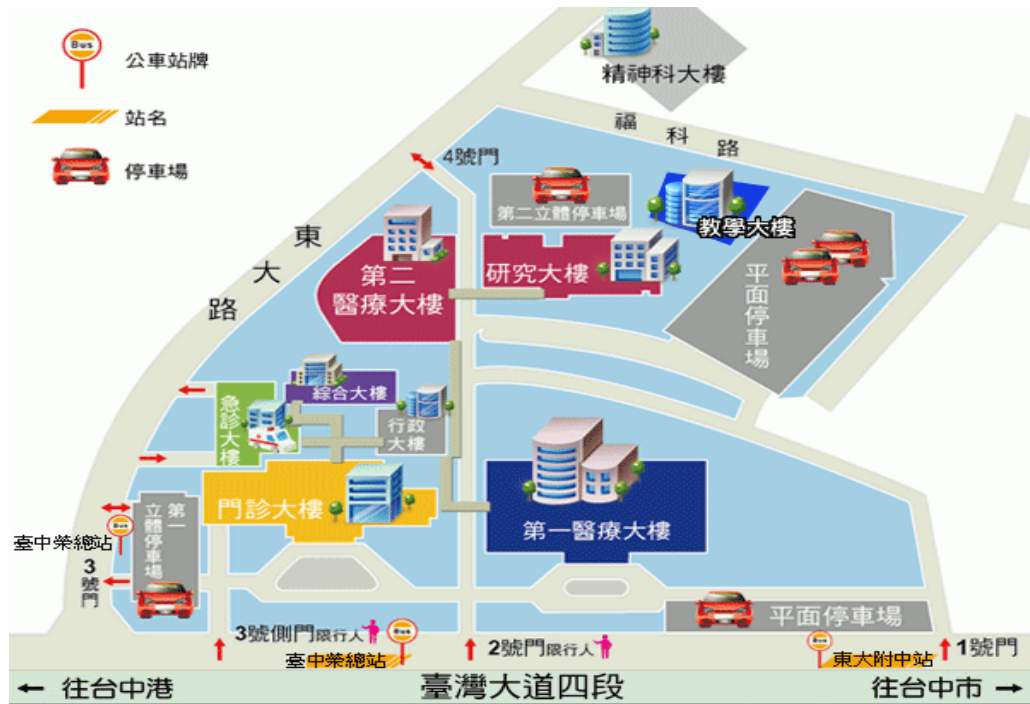 Bus
公車站牌
站名
停車場
精神科大樓
福科路
4號門
第二立體停車場
教學大樓
東大路
第二
醫療大樓
研究大樓
平面停車場
綜合大樓
急診大樓
行政
大樓
門診大樓
第一醫療大樓
第一
立體停車場
Bus
臺中榮總站
3號門
平面停車場
3號側門限行人
Bus
臺中榮總站
2號門限行人
Bus
東大附中站
1號門
← 往台中港
臺灣大道四段
往台中市 →